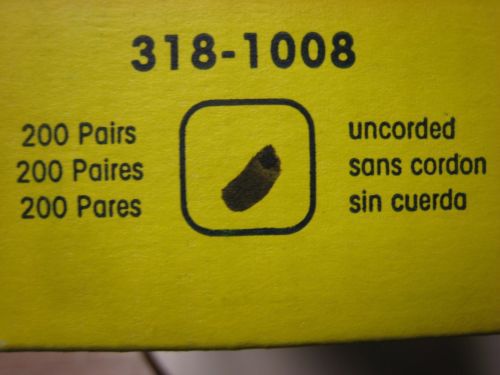 318-1008
200 Pairs
200 Paires
200 Pares
uncorded
sans cordon
sin cuerda